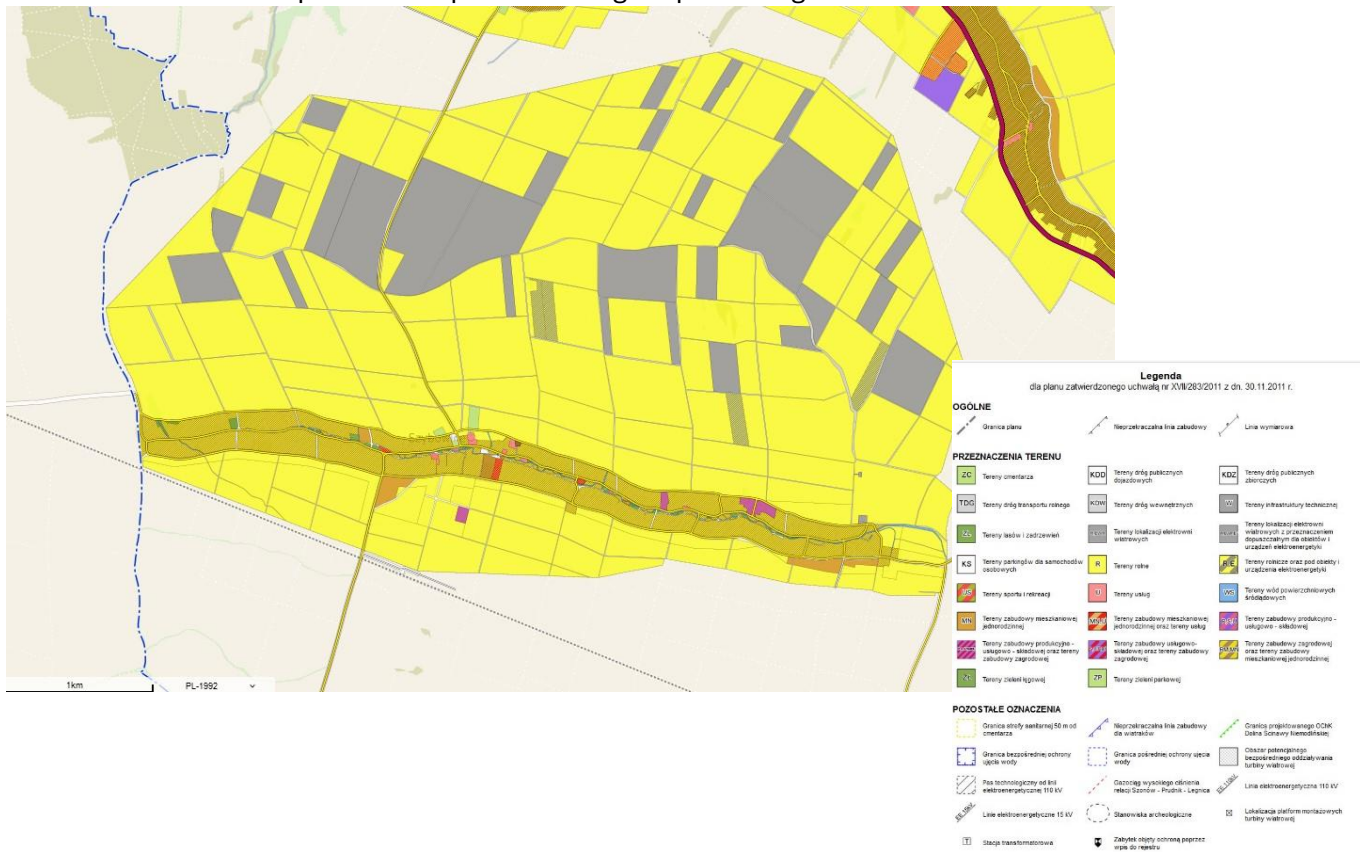 1km
PL-1992
Legenda
dla planu zatwierdzonego uchwałą nr XVII/283/2011 z dn. 30.11.2011 r.
OGÓLNE
Granica planu
Nieprzekraczalna linia zabudowy
Linia wymiarowa
PRZEZNACZENIA TERENU
ZC
Tereny cmentarza
KDD
Tereny dróg publicznych
dojazdowych
KDZ
Tereny dróg publicznych
zbiorczych
TDG
Tereny dróg transportu rolnego
KDW
Tereny dróg wewnętrznych
Tereny infrastruktury technicznej
ZL
Tereny lasów i zadrzewień
Tereny lokalizacji elektrowni
wiatrowych
Tereny lokalizacji elektrowni
wiatrowych z przeznaczeniem
dopuszczalnym dla obiektów i
urządzeń elektroenergetyki
KS
Tereny parkingów dla samochodów
osobowych
R
Tereny rolne
R/E
Tereny rolnicze oraz pod obiekty i
urządzenia elektroenergetyki
US
Tereny sportu i rekreacji
U
Tereny usług
WS
Tereny wód powierzchniowych
śródlądowych
MN
Tereny zabudowy mieszkaniowej
jednorodzinnej
Tereny zabudowy mieszkaniowej
jednorodzinnej oraz tereny usług
Tereny zabudowy produkcyjno -
usługowo - składowej
Tereny zabudowy produkcyjno -
usługowo - składowej oraz tereny
zabudowy zagrodowej
Tereny zabudowy usługowo-
składowej oraz tereny zabudowy
zagrodowej
Tereny zabudowy zagrodowej
oraz tereny zabudowy
mieszkaniowej jednorodzinnej
Tereny zieleni łęgowej
ZP
Tereny zieleni parkowej
POZOSTAŁE OZNACZENIA
Granica strefy sanitarnej 50 m od
cmentarza
Nieprzekraczalna linia zabudowy
dla wiatraków
Granica projektowanego OChK
Dolina Ścinawy Niemodlińskiej
Granica bezpośredniej ochrony
ujęcia wody
Granica pośredniej ochrony ujęcia
wody
Obszar potencjalnego
bezpośredniego oddziaływania
turbiny wiatrowej
Pas technologiczny od linii
elektroenergetycznej 110 kV
Gazociąg wysokiego ciśnienia
relacji Szonów - Prudnik - Legnica
EE 110kV
Linia elektroenergetyczna 110 kV
EE 15kV
Linie elektroenergetyczne 15 kV
Stanowiska archeologiczne
Lokalizacja platform montażowych
turbiny wiatrowej
T
Stacja transformatorowa
Zabytek objęty ochroną poprzez
wpis do rejestru